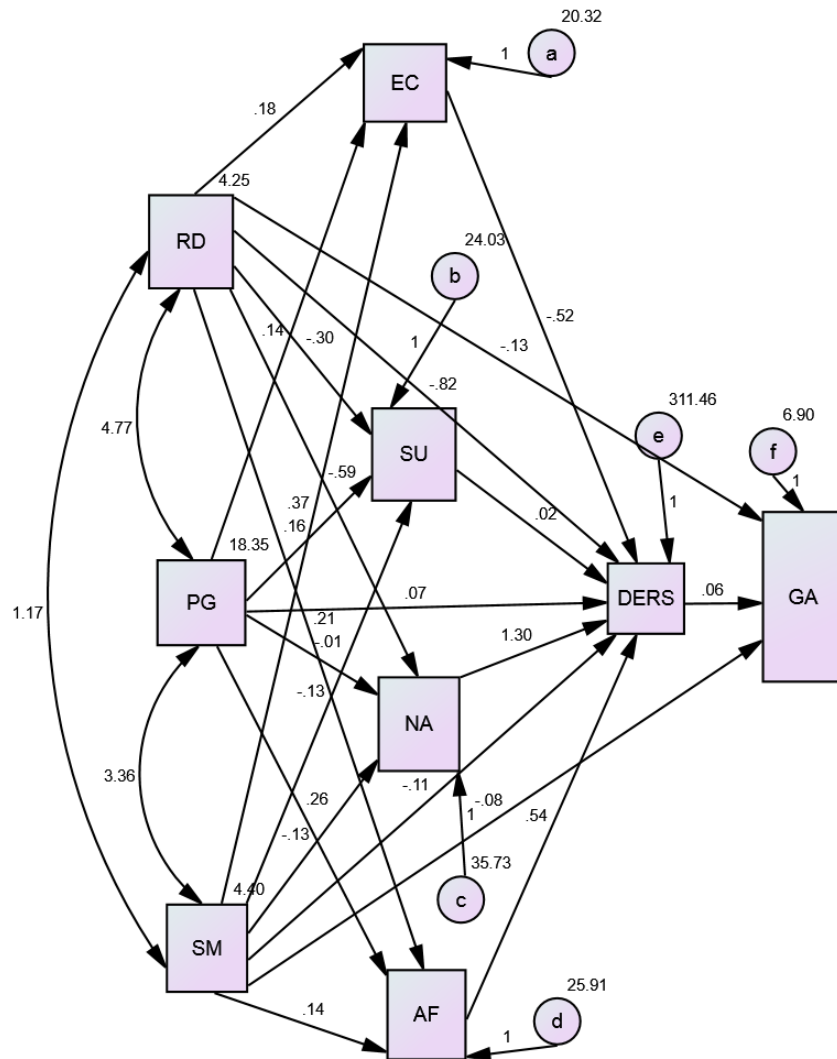 20.32
a
1
EC
.18
4.25
RD
24.03
b
.14
-.30
-.52
-.13
1
-.82
311.46
6.90
4.77
e
f
SU
1
-.59
.37
.16
.02
1
18.35
PG
.07
DERS
.06
GA
1.17
.21
-.01
1.30
-.13
NA
3.36
-.11
.26
-.08
-.13
1
.54
35.73
4.40
c
SM
25.91
.14
AF
d
1